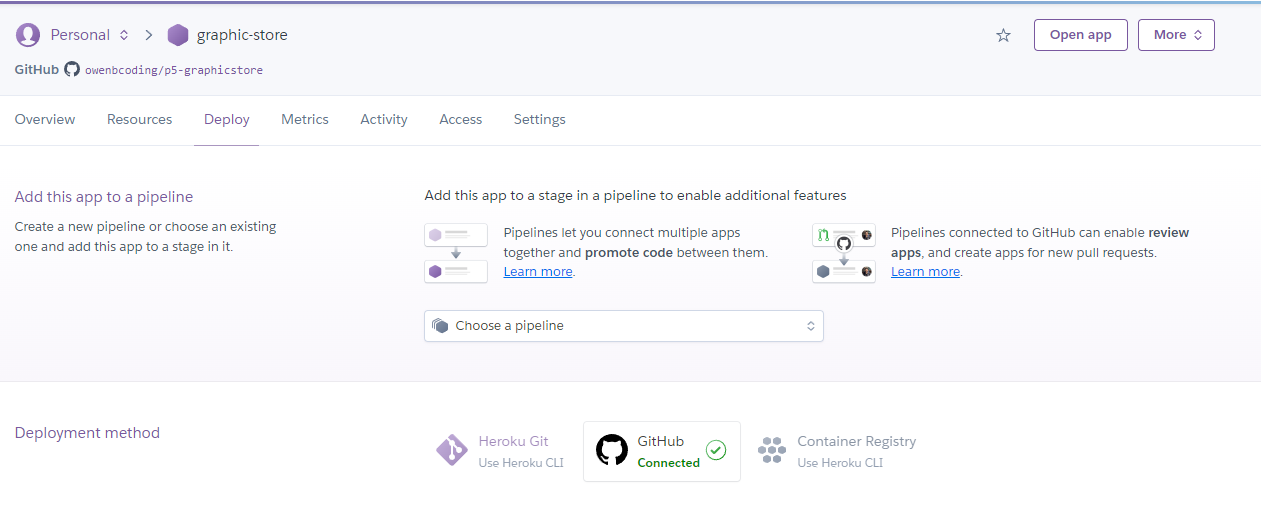 Personal graphic-store Open app More
GitHub owenbcoding/p5-graphicstore
Overview Resources Deploy Metrics Activity Access Settings
Add this app to a pipeline
Create a new pipeline or choose an existing
one and add this app to a stage in it.
Add this app to a stage in a pipeline to enable additional features
Pipelines let you connect multiple apps
together and promote code between them.
Learn more.
Pipelines connected to GitHub can enable review
apps, and create apps for new pull requests.
Learn more.
Choose a pipeline
Deployment method
Heroku Git
Use Heroku CLI
GitHub
Connected
Container Registry
Use Heroku CLI